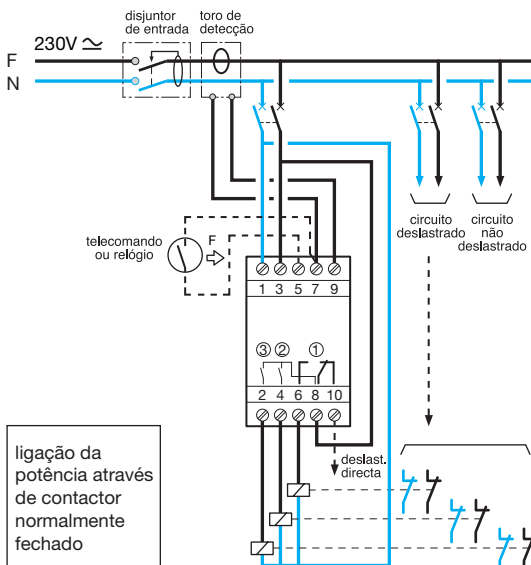 disjuntor
de entrada
toro de
detecção
F 230V ≃
N
telecomando
ou relógio
F
circuito
deslastrado
circuito
não
deslastrado
1 3 5 7 9
③ ② ①
2 4 6 8 10
deslast.
directa
ligação da
potência através
de contactor
normalmente
fechado